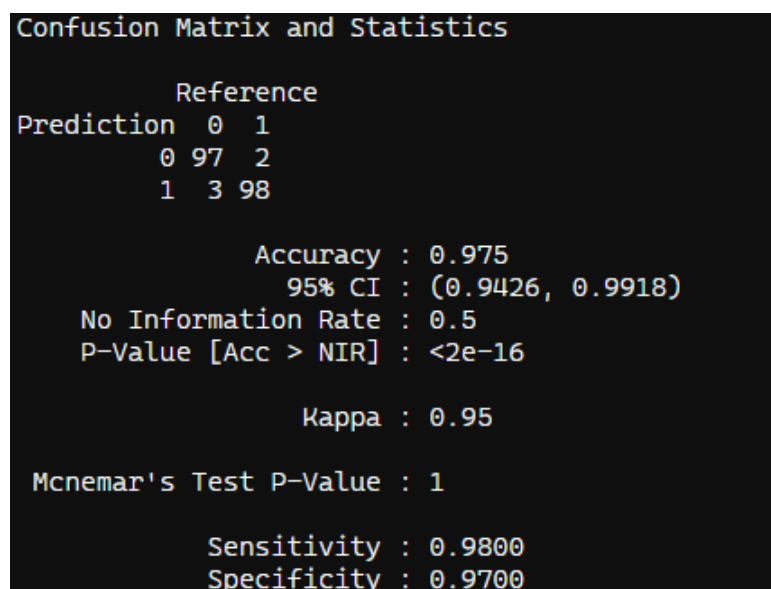 Confusion Matrix and Statistics
Reference
Prediction 0 1
0 97 2
1 3 98
Accuracy : 0.975
95% CI : (0.9426, 0.9918)
No Information Rate : 0.5
P-Value [Acc > NIR] : <2e-16
Kappa : 0.95
Mcnemar's Test P-Value : 1
Sensitivity : 0.9800
Specificity : 0.9700